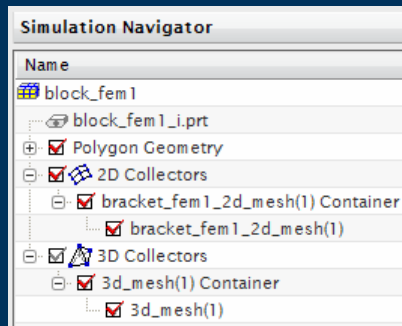 Simulation Navigator
Name
block_fem1
block_fem1_i.prt
Polygon Geometry
2D Collectors
bracket_fem1_2d_mesh(1) Container
bracket_fem1_2d_mesh(1)
3D Collectors
3d_mesh(1) Container
3d_mesh(1)